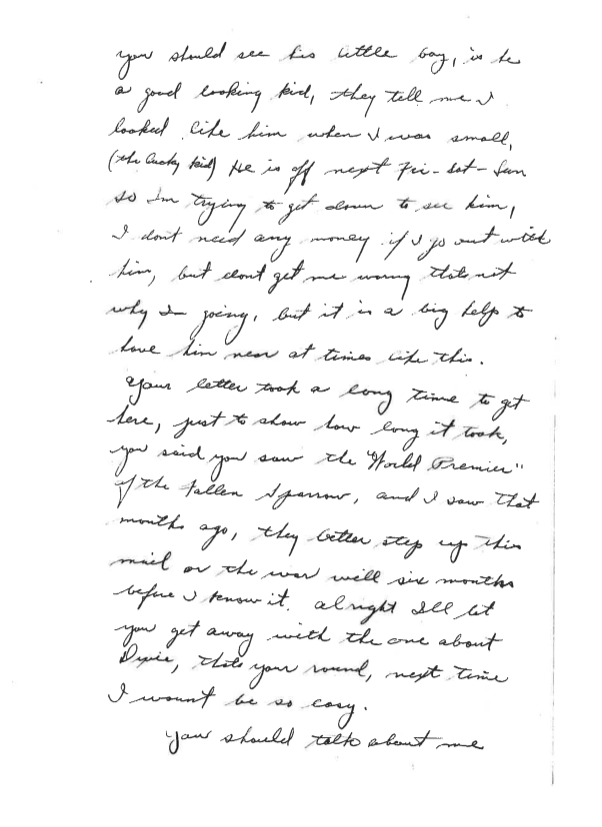 you should see his little boy, is he
a good looking kid, they tell me I
looked like him when I was small,
(the lucky kid) He is off next Fri-Sat-Sun
so Im trying to get down to see him,
I dont need any money if I go out with
him, but dont get me wrong thats not
why Im going, but it is a big help to
have him near at times like this.
Your letter took a long time to get
here, just to show how long it took,
you said you saw the "World Premier"
of the Fallen Sparrow, and I saw that
months ago, they better step up this
mail or the war will six months
before I know it. alright Ill let
you get away with the one about
Dixie, thats your round, next time
I wount be so easy.
You should talk about me